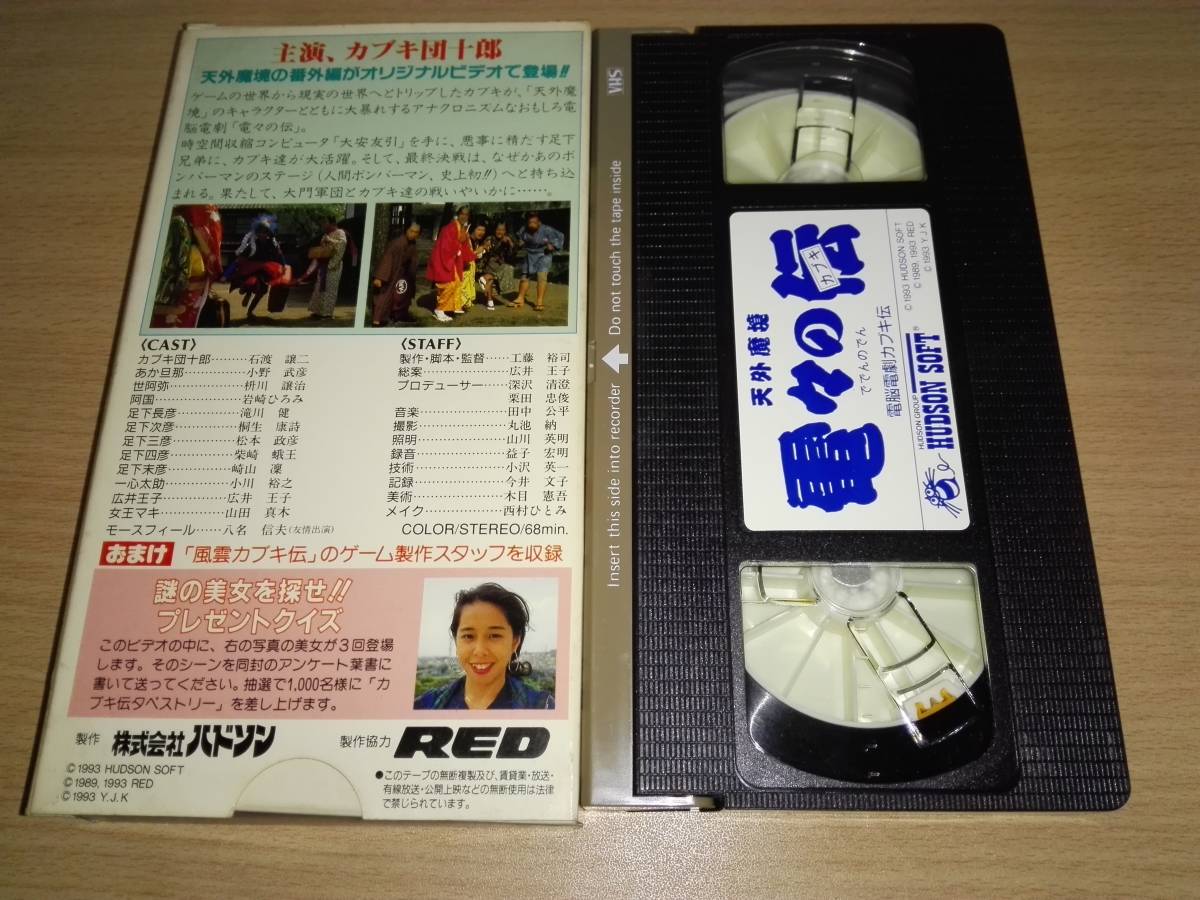 主演、カブキ団十郎
天外魔境の番外編がオリジナルビデオで登場!!
ゲームの世界から現実の世界へとトリップしたカブキが、「天外魔
境」のキャラクターとともに大暴れするアナクロニズムなおもしろ電
脳電劇「電々の伝」。
時空間収縮コンピュータ「大安友引」を手に、悪事に精だす足下
兄弟に、カブキ達が大活躍。そして、最終決戦は、なぜかあのボ
ンバーマンのステージ(人間ボンバーマン、史上初!!)へと持ち込
まれる。果たして、大門軍団とカブキ達の戦いやいかに……。
〈CAST〉
カブキ団十郎………石渡 譲二
あか旦那……………小野 武彦
世阿弥………………枡川 譲治
阿国…………………岩崎ひろみ
足下長彦……………滝川 健
足下次彦……………桐生 康詩
足下三彦……………松本 政彦
足下四彦……………柴崎 蛾王
足下末彦……………崎山 凜
一心太助……………小川 裕之
広井王子……………広井 王子
女王マキ……………山田 真木
モースフィール……八名 信夫(友情出演)
〈STAFF〉
製作・脚本・監督……工藤 裕司
総案…………………広井 王子
プロデューサー……深沢 清澄
栗田 忠俊
音楽…………………田中 公平
撮影…………………丸池 納
照明…………………山川 英明
録音…………………益子 宏明
技術…………………小沢 英一
記録…………………今井 文子
美術…………………木目 憲吾
メイク………………西村ひとみ
COLOR/STEREO/68min.
おまけ 「風雲カブキ伝」のゲーム製作スタッフを収録
謎の美女を探せ!!
プレゼントクイズ
このビデオの中に、右の写真の美女が3回登場
します。そのシーンを同封のアンケート葉書に
書いて送ってください。抽選で1,000名様に「カ
ブキ伝タペストリー」を差し上げます。
製作 株式会社ハドソン
製作協力 RED
©1993 HUDSON SOFT
©1989, 1993 RED
©1993 Y.J.K
●このテープの無断複製及び、賃貸業・放送・
有線放送・公開上映などの無断使用は法律
で禁じられています。
VHS
Insert this side into recorder Do not touch the tape inside
天外魔境
電々の伝
カブキ
ででんのでん
電脳電劇カブキ伝
HUDSON GROUP
HUDSON SOFT®
©1993 HUDSON SOFT
©1989, 1993 RED
©1993 Y.J.K